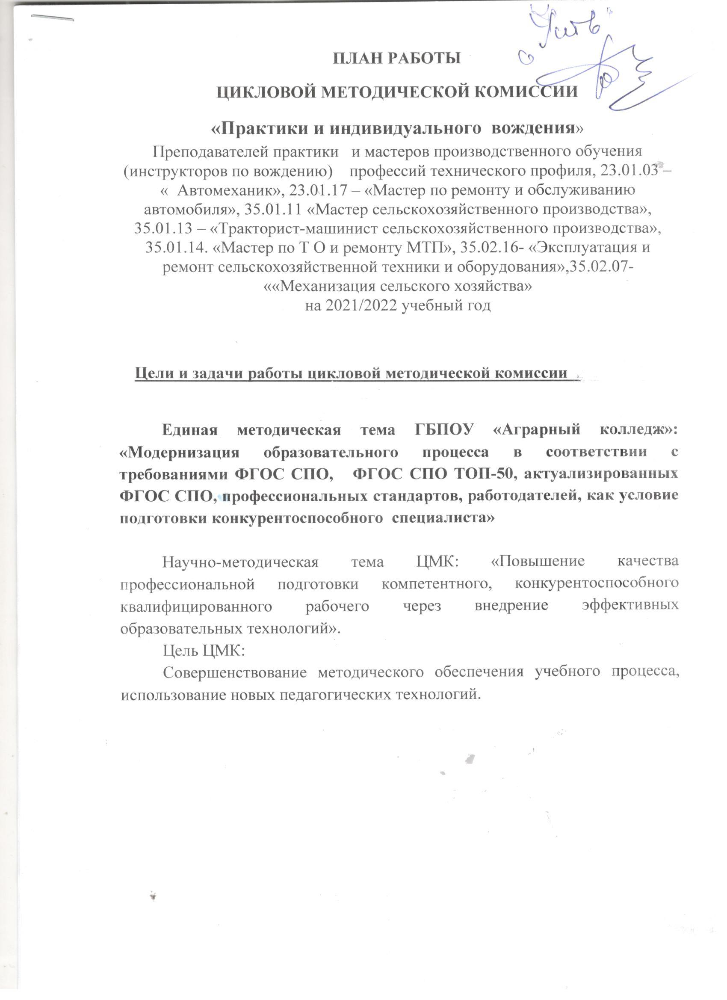 ПЛАН РАБОТЫ
ЦИКЛОВОЙ МЕТОДИЧЕСКОЙ КОМИССИИ
«Практики и индивидуального вождения»
Преподавателей практики и мастеров производственного обучения
(инструкторов по вождению) профессий технического профиля, 23.01.03 –
« Автомеханик», 23.01.17 – «Мастер по ремонту и обслуживанию
автомобиля», 35.01.11 «Мастер сельскохозяйственного производства»,
35.01.13 – «Тракторист-машинист сельскохозяйственного производства»,
35.01.14. «Мастер по Т О и ремонту МТП», 35.02.16- «Эксплуатация и
ремонт сельскохозяйственной техники и оборудования»,35.02.07-
««Механизация сельского хозяйства»
на 2021/2022 учебный год
Цели и задачи работы цикловой методической комиссии
Единая методическая тема ГБПОУ «Аграрный колледж»:
«Модернизация образовательного процесса в соответствии с
требованиями ФГОС СПО, ФГОС СПО ТОП-50, актуализированных
ФГОС СПО, профессиональных стандартов, работодателей, как условие
подготовки конкурентоспособного специалиста»
Научно-методическая тема ЦМК: «Повышение качества
профессиональной подготовки компетентного, конкурентоспособного
квалифицированного рабочего через внедрение эффективных
образовательных технологий».
Цель ЦМК:
Совершенствование методического обеспечения учебного процесса,
использование новых педагогических технологий.